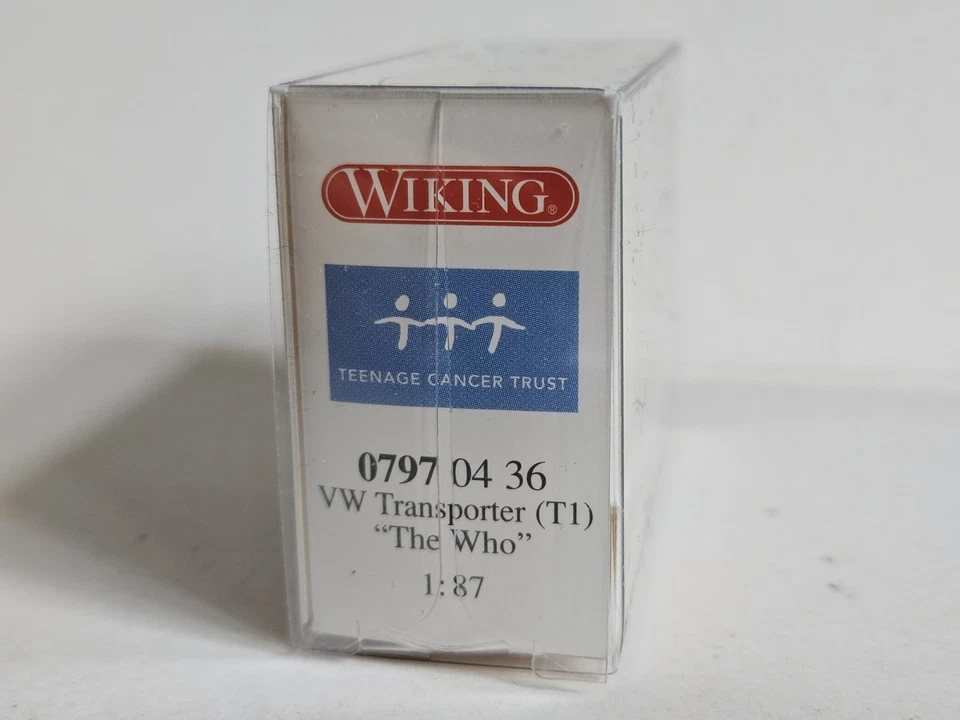 WIKING®
TEENAGE CANCER TRUST
0797 04 36
VW Transporter (T1)
“The Who”
1:87